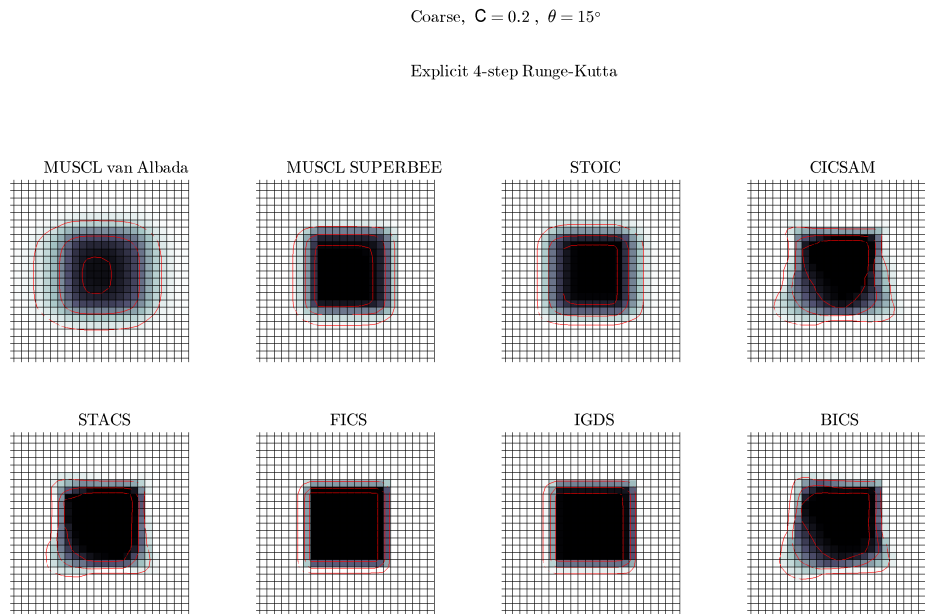 Coarse, C = 0.2 , θ = 15°
Explicit 4-step Runge-Kutta
MUSCL van Albada
MUSCL SUPERBEE
STOIC
CICSAM
STACS
FICS
IGDS
BICS